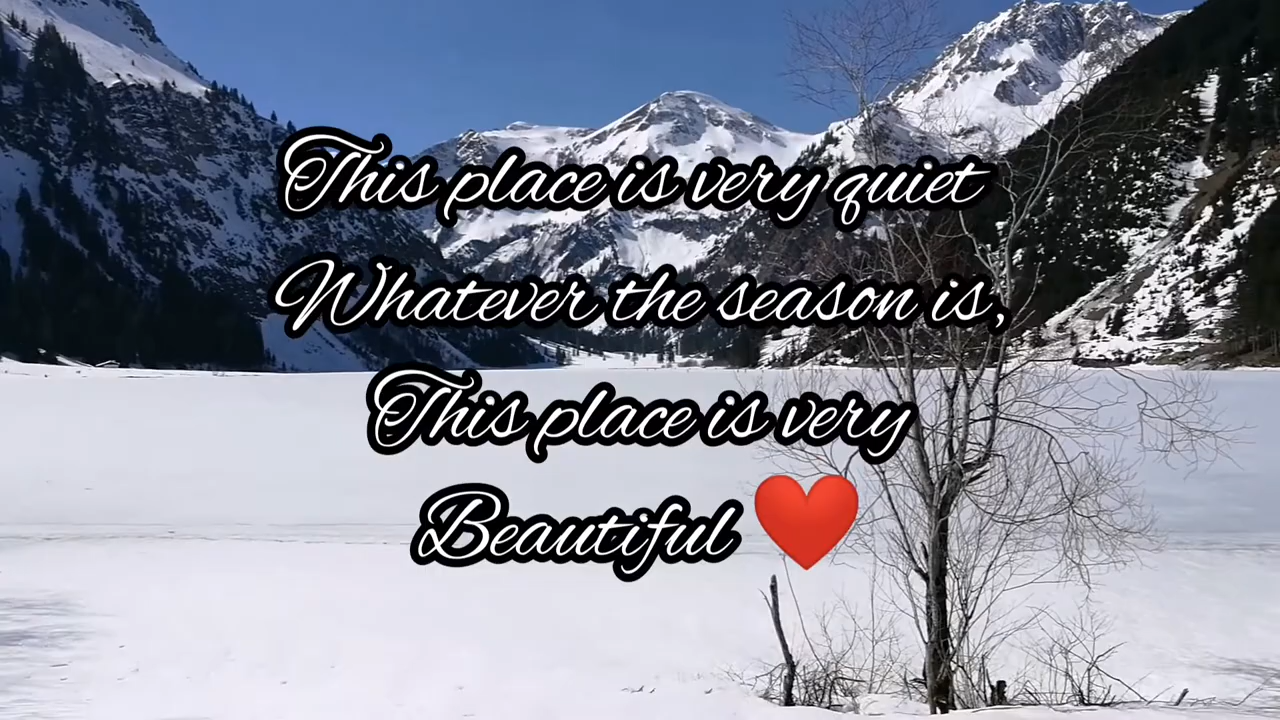 This place is very quiet
Whatever the season is,
This place is very
Beautiful ❤️